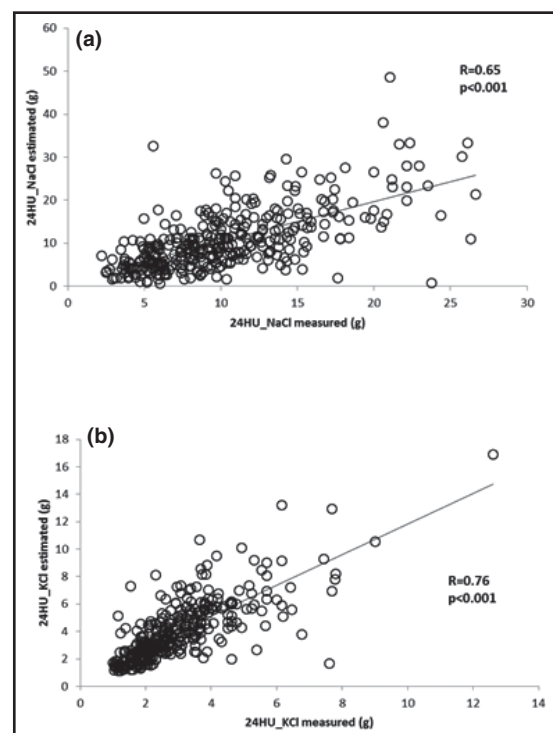 (a)
R=0.65
p<0.001
60
50
40
30
20
10
0
24HU_NaCl estimated (g)
0 5 10 15 20 25 30
24HU_NaCl measured (g)
(b)
18
16
14
12
10
8
6
4
2
0
24HU_KCl estimated (g)
R=0.76
p<0.001
0 2 4 6 8 10 12 14
24HU_KCl measured (g)